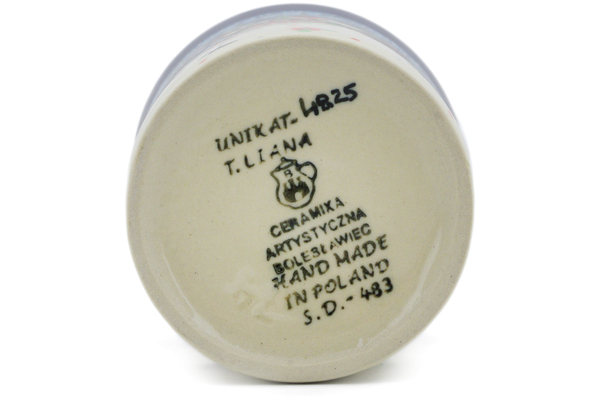 UNIKAT-4825
T. LIANA
CERAMIKA
ARTYSTYCZNA
BOLESŁAWIEC
HAND MADE
IN POLAND
S.D.-483